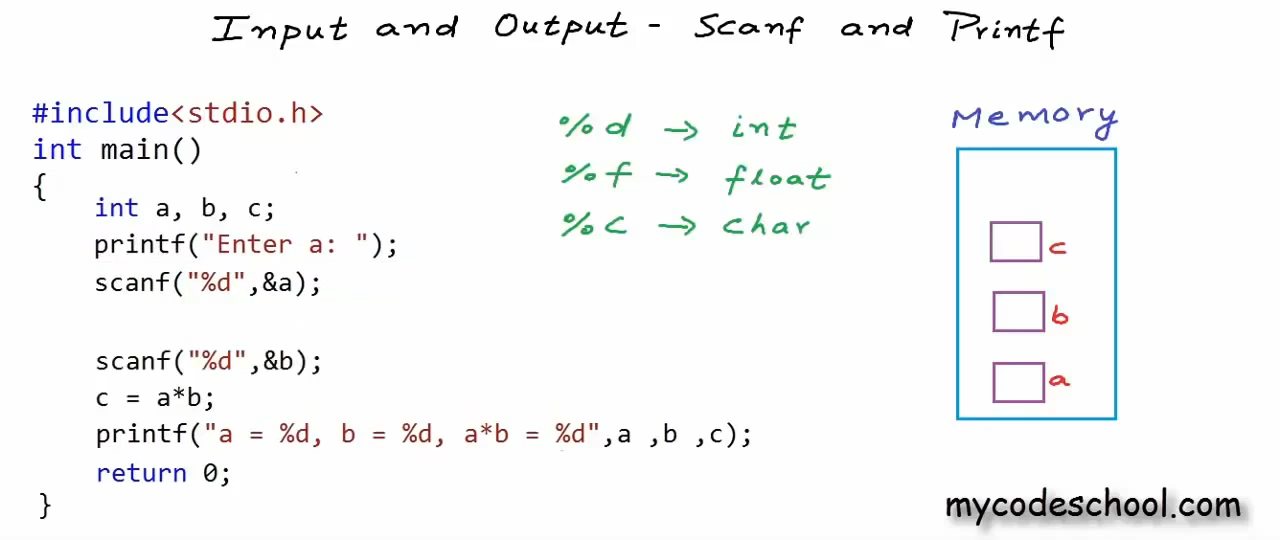 Input and Output - Scanf and Printf
#include<stdio.h>
int main()
{
int a, b, c;
printf("Enter a: ");
scanf("%d",&a);
scanf("%d",&b);
c = a*b;
printf("a = %d, b = %d, a*b = %d",a ,b ,c);
return 0;
}
%d → int
%f → float
%c → char
Memory
c
b
a
mycodeschool.com